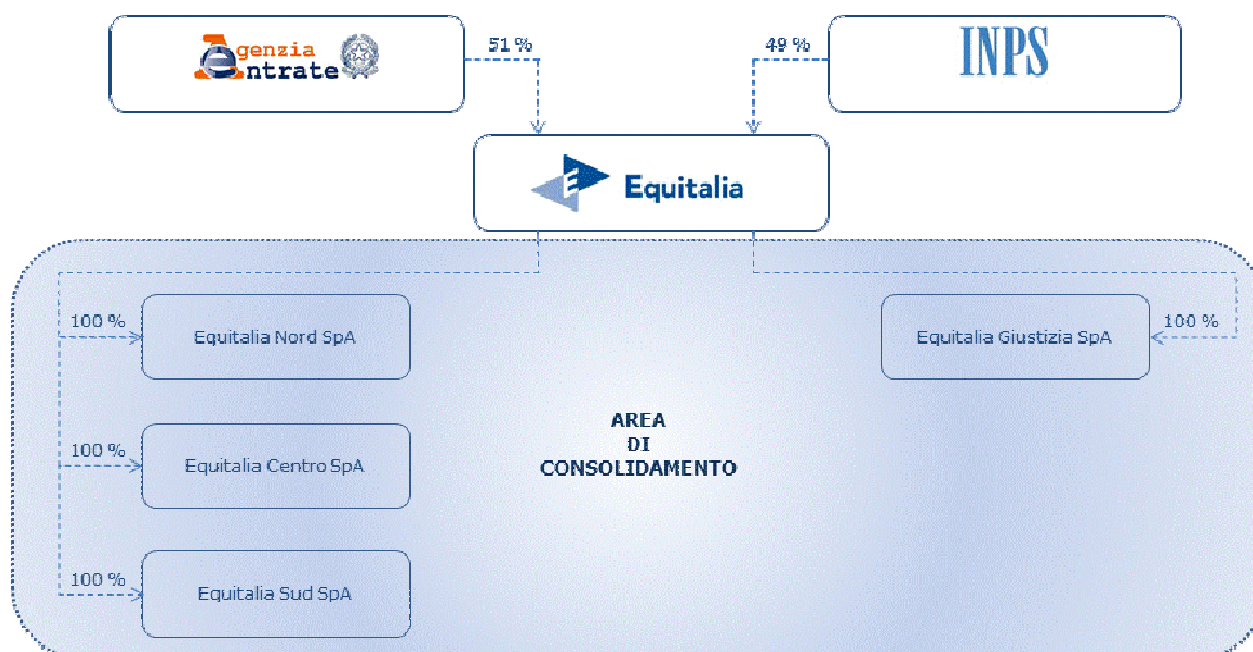 Agenzia
Entrate
51 %
49 %
INPS
Equitalia
100 %
Equitalia Nord SpA
Equitalia Giustizia SpA
100 %
AREA
DI
CONSOLIDAMENTO
100 %
Equitalia Centro SpA
100 %
Equitalia Sud SpA